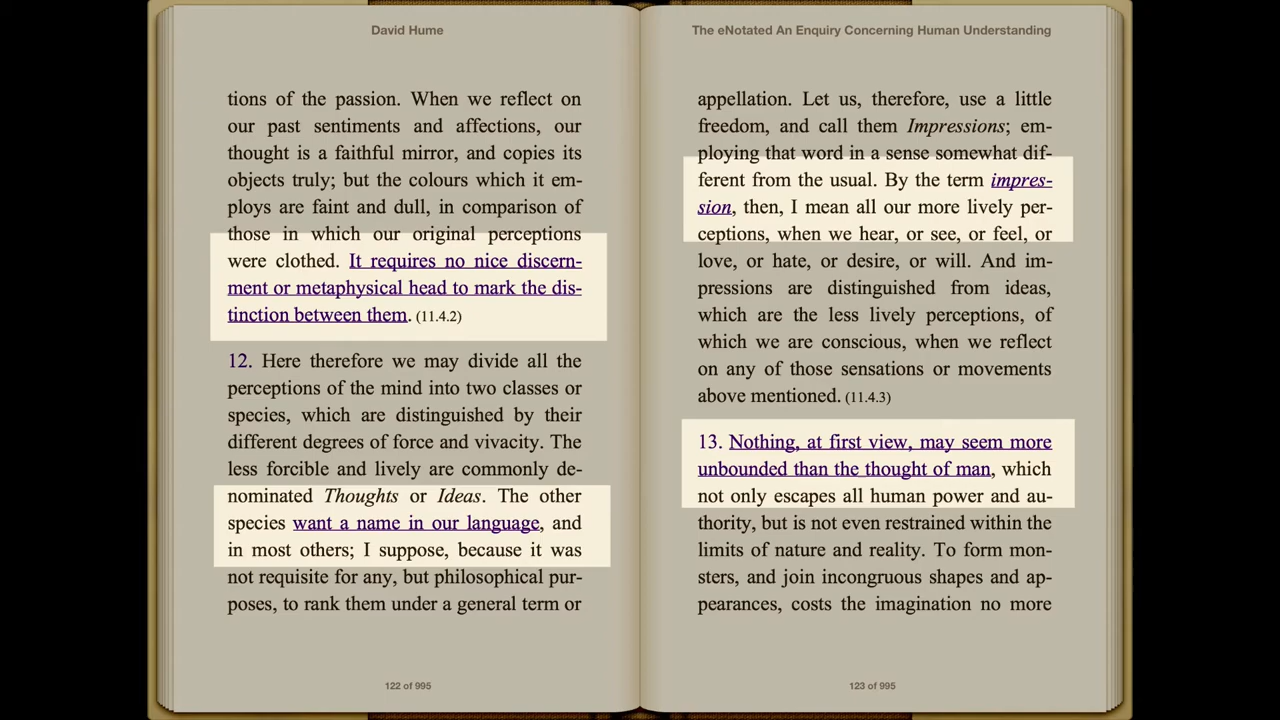 David Hume
tions of the passion. When we reflect on
our past sentiments and affections, our
thought is a faithful mirror, and copies its
objects truly; but the colours which it em-
ploys are faint and dull, in comparison of
those in which our original perceptions
were clothed. It requires no nice discern-
ment or metaphysical head to mark the dis-
tinction between them. (11.4.2)
12. Here therefore we may divide all the
perceptions of the mind into two classes or
species, which are distinguished by their
different degrees of force and vivacity. The
less forcible and lively are commonly de-
nominated Thoughts or Ideas. The other
species want a name in our language, and
in most others; I suppose, because it was
not requisite for any, but philosophical pur-
poses, to rank them under a general term or
122 of 995
The eNotated An Enquiry Concerning Human Understanding
appellation. Let us, therefore, use a little
freedom, and call them Impressions; em-
ploying that word in a sense somewhat dif-
ferent from the usual. By the term impres-
sion, then, I mean all our more lively per-
ceptions, when we hear, or see, or feel, or
love, or hate, or desire, or will. And im-
pressions are distinguished from ideas,
which are the less lively perceptions, of
which we are conscious, when we reflect
on any of those sensations or movements
above mentioned. (11.4.3)
13. Nothing, at first view, may seem more
unbounded than the thought of man, which
not only escapes all human power and au-
thority, but is not even restrained within the
limits of nature and reality. To form mon-
sters, and join incongruous shapes and ap-
pearances, costs the imagination no more
123 of 995